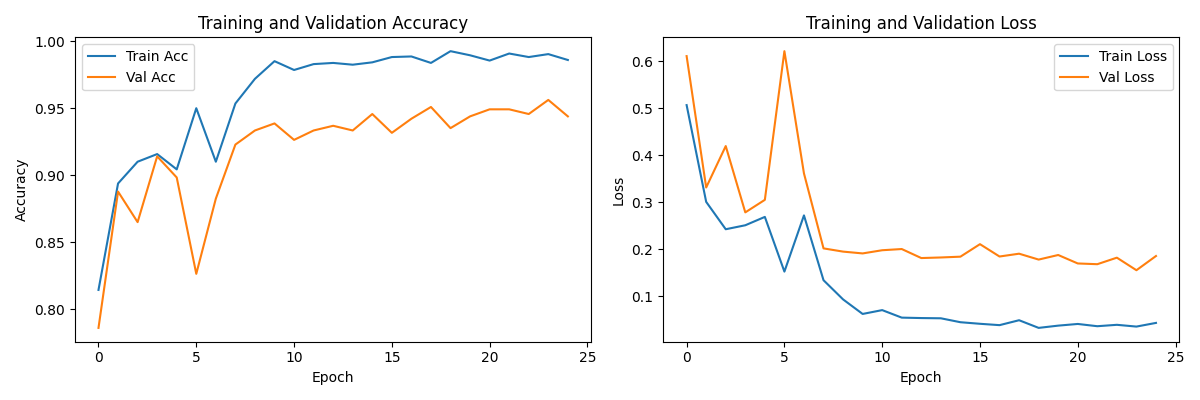 Training and Validation Accuracy
1.00
0.95
0.90
0.85
0.80
Accuracy
Train Acc
Val Acc
0
5
10
15
20
25
Epoch
Training and Validation Loss
0.6
0.5
0.4
0.3
0.2
0.1
Loss
Train Loss
Val Loss
0
5
10
15
20
25
Epoch